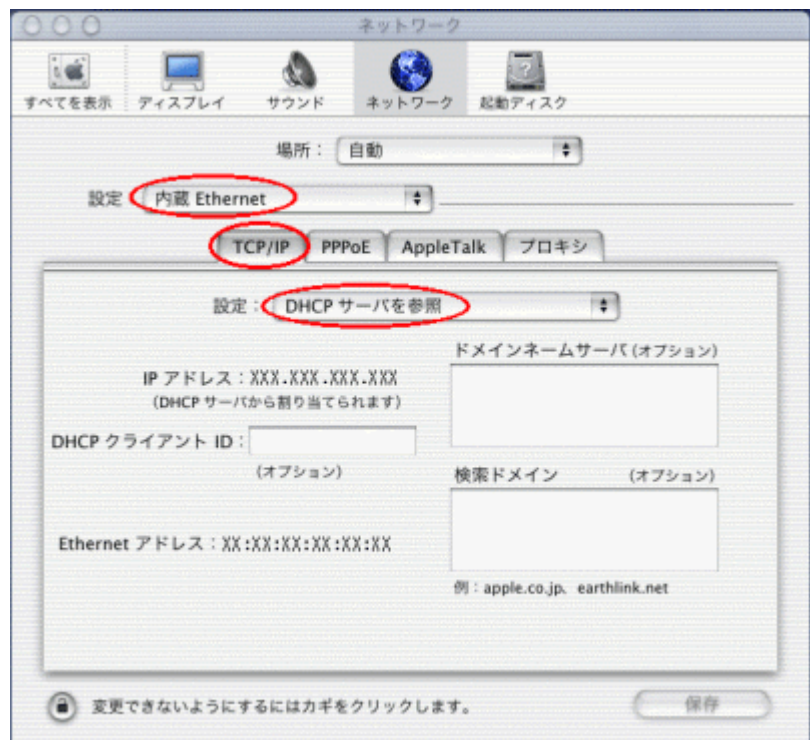 ネットワーク
すべてを表示 ディスプレイ サウンド ネットワーク 起動ディスク
場所： 自動
設定 内蔵 Ethernet
TCP/IP PPPoE AppleTalk プロキシ
設定： DHCP サーバを参照
ドメインネームサーバ (オプション)
IP アドレス：XXX.XXX.XXX.XXX
(DHCP サーバから割り当てられます)
DHCP クライアント ID：
(オプション)
検索ドメイン (オプション)
Ethernet アドレス：XX:XX:XX:XX:XX:XX
例：apple.co.jp、earthlink.net
変更できないようにするにはカギをクリックします。
保存